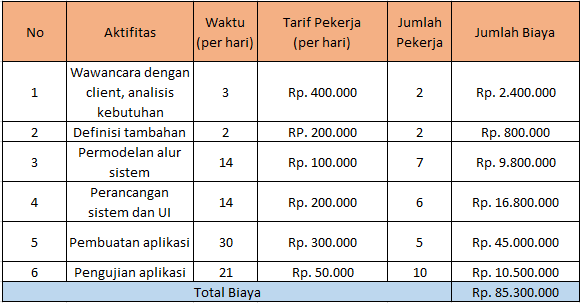 No Aktifitas Waktu (per hari) Tarif Pekerja (per hari) Jumlah Pekerja Jumlah Biaya
1 Wawancara dengan client, analisis kebutuhan 3 Rp. 400.000 2 Rp. 2.400.000
2 Definisi tambahan 2 RP. 200.000 2 Rp. 800.000
3 Permodelan alur sistem 14 Rp. 100.000 7 Rp. 9.800.000
4 Perancangan sistem dan UI 14 Rp. 200.000 6 Rp. 16.800.000
5 Pembuatan aplikasi 30 Rp. 300.000 5 Rp. 45.000.000
6 Pengujian aplikasi 21 Rp. 50.000 10 Rp. 10.500.000
Total Biaya Rp. 85.300.000